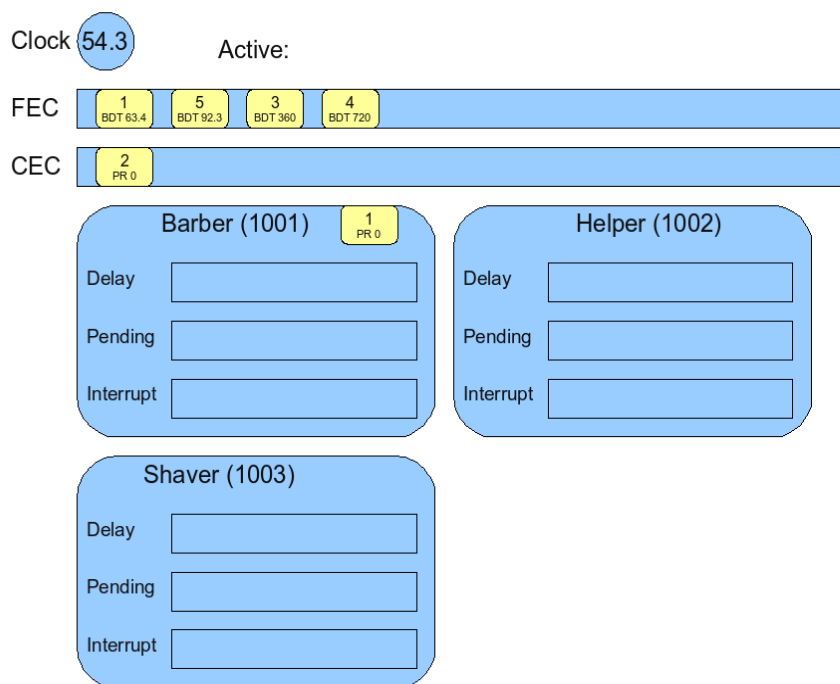 Clock 54.3 Active:
FEC
1 5 3 4
BDT 63.4 BDT 92.3 BDT 360 BDT 720
CEC
2
PR 0
Barber (1001) 1 Helper (1002)
PR 0
Delay Delay
Pending Pending
Interrupt Interrupt
Shaver (1003)
Delay
Pending
Interrupt